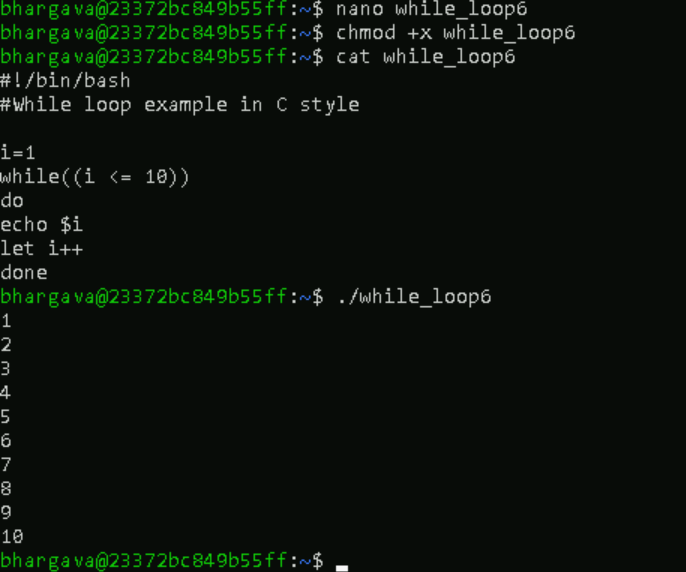 bhargava@23372bc849b55ff:~$ nano while_loop6
bhargava@23372bc849b55ff:~$ chmod +x while_loop6
bhargava@23372bc849b55ff:~$ cat while_loop6
#!/bin/bash
#While loop example in C style

i=1
while((i <= 10))
do
echo $i
let i++
done
bhargava@23372bc849b55ff:~$ ./while_loop6
1
2
3
4
5
6
7
8
9
10
bhargava@23372bc849b55ff:~$